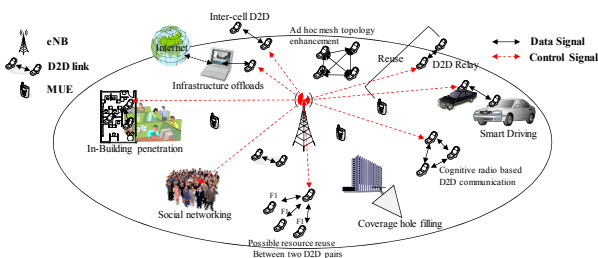 eNB
D2D link
MUE
Inter-cell D2D
Internet
Infrastructure offloads
Ad hoc mesh topology
enhancement
Reuse
D2D Relay
Data Signal
Control Signal
Smart Driving
In-Building penetration
Social networking
F1
F1
F1
Possible resource reuse
Between two D2D pairs
Coverage hole filling
Cognitive radio based
D2D communication